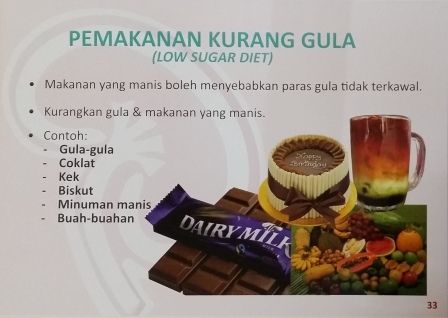 PEMAKANAN KURANG GULA
(LOW SUGAR DIET)
• Makanan yang manis boleh menyebabkan paras gula tidak terkawal.
• Kurangkan gula & makanan yang manis.
• Contoh:
- Gula-gula
- Coklat
- Kek
- Biskut
- Minuman manis
- Buah-buahan
Happy
Birthday
DAIRY MILK
33